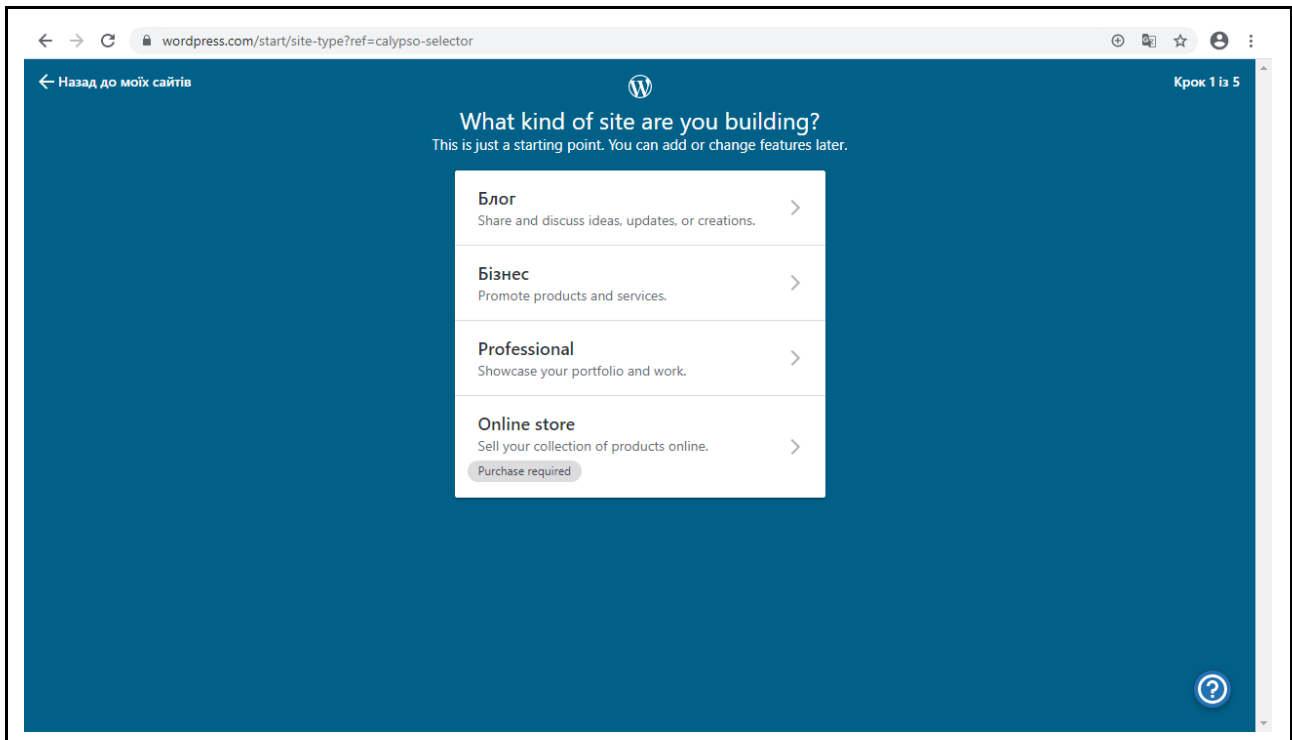 wordpress.com/start/site-type?ref=calypso-selector
Назад до моїх сайтів
Крок 1 із 5
What kind of site are you building?
This is just a starting point. You can add or change features later.
Блог
Share and discuss ideas, updates, or creations.
Бізнес
Promote products and services.
Professional
Showcase your portfolio and work.
Online store
Sell your collection of products online.
Purchase required